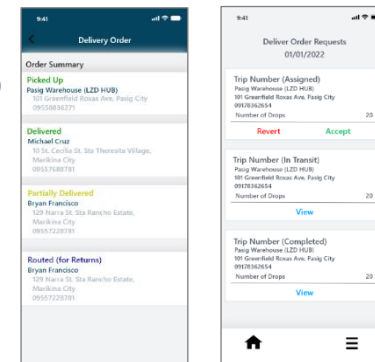 9:41
Delivery Order
Order Summary
Picked Up
Pasig Warehouse (LZD HUB)
101 Greenfield Roxas Ave, Pasig City
09550836271
Delivered
Michael Cruz
10 St. Cecilia St. Sta Theresita Village,
Marikina City
09557688781
Partially Delivered
Bryan Francisco
129 Narra St. Sta Rancho Estate,
Marikina City
09557228781
Routed (for Returns)
Bryan Francisco
129 Narra St. Sta Rancho Estate,
Marikina City
09557228781
9:41
Deliver Order Requests
01/01/2022
Trip Number (Assigned)
Pasig Warehouse (LZD HUB)
101 Greenfield Roxas Ave. Pasig City
09178362654
Number of Drops 20
Revert Accept
Trip Number (In Transit)
Pasig Warehouse (LZD HUB)
101 Greenfield Roxas Ave. Pasig City
09178362654
Number of Drops 20
View
Trip Number (Completed)
Pasig Warehouse (LZD HUB)
101 Greenfield Roxas Ave. Pasig City
09178362654
Number of Drops 20
View